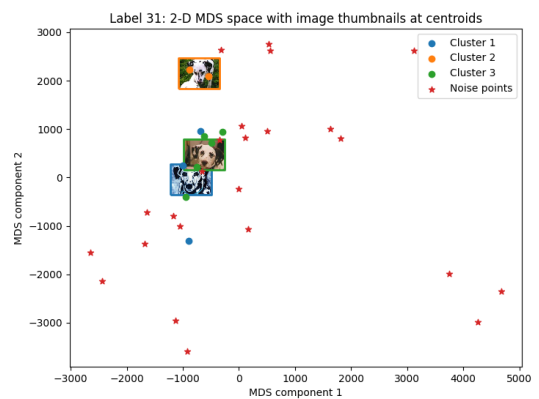 Label 31: 2-D MDS space with image thumbnails at centroids
3000
2000
1000
0
−1000
−2000
−3000
MDS component 2
Cluster 1
Cluster 2
Cluster 3
Noise points
−3000 −2000 −1000 0 1000 2000 3000 4000 5000
MDS component 1